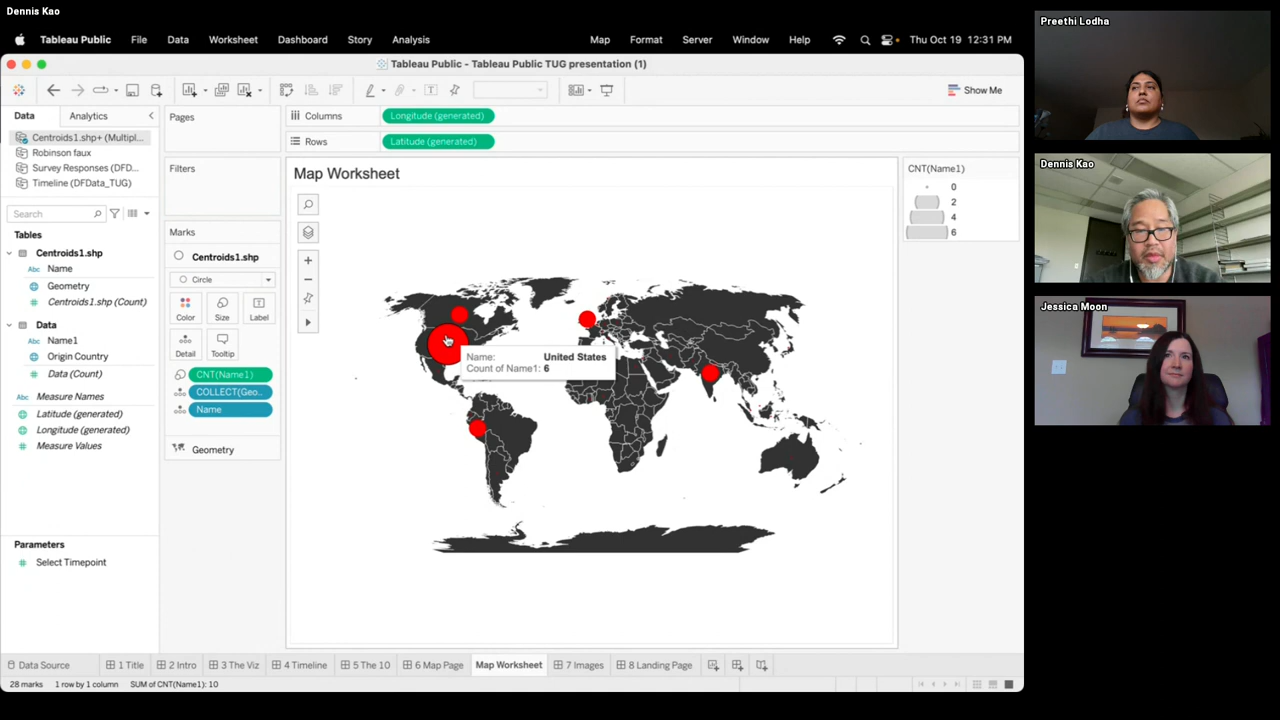 Dennis Kao
Tableau Public File Data Worksheet Dashboard Story Analysis Map Format Server Window Help Thu Oct 19 12:31 PM
Tableau Public - Tableau Public TUG presentation (1)
Show Me
Data Analytics
Centroids1.shp+ (Multipl...
Robinson faux
Survey Responses (DFD...
Timeline (DFData_TUG)
Search
Tables
Centroids1.shp
Abc Name
Geometry
# Centroids1.shp (Count)
Data
Abc Name1
Origin Country
# Data (Count)
Abc Measure Names
Latitude (generated)
Longitude (generated)
# Measure Values
Parameters
# Select Timepoint
Pages
Filters
Marks
Centroids1.shp
Circle
Color Size Label
Detail Tooltip
CNT(Name1)
COLLECT(Geo..
Name
Geometry
Columns Longitude (generated)
Rows Latitude (generated)
Map Worksheet
Name: United States
Count of Name1: 6
CNT(Name1)
0
2
4
6
Data Source 1 Title 2 Intro 3 The Viz 4 Timeline 5 The 10 6 Map Page Map Worksheet 7 Images 8 Landing Page
28 marks 1 row by 1 column SUM of CNT(Name1): 10
Preethi Lodha
Dennis Kao
Jessica Moon